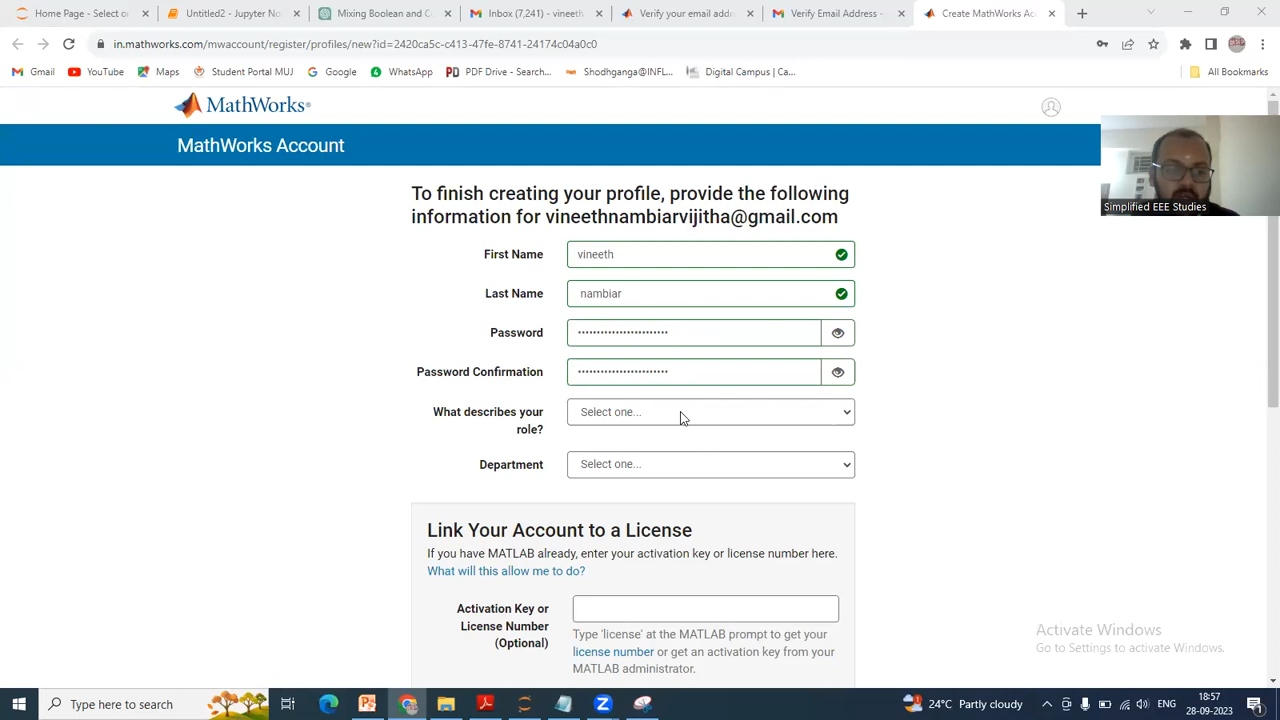 Home Page - Select o
Untitled2 - Jupyter Note
Mixing Boolean and C
Inbox (7,241) - vineeth
Verify your email addre
Verify Email Address -
Create MathWorks Acc
in.mathworks.com/mwaccount/register/profiles/new?id=2420ca5c-c413-47fe-8741-2f174c04a0c0
Gmail
YouTube
Maps
Student Portal MUJ
Google
WhatsApp
PDF Drive - Search...
Shodhganga@INFL...
Digital Campus | Ca...
All Bookmarks
MathWorks®
MathWorks Account
Simplified EEE Studies
To finish creating your profile, provide the following
information for vineethnambiarvijitha@gmail.com
First Name
vineeth
Last Name
nambiar
Password
Password Confirmation
What describes your
role?
Select one...
Department
Select one...
Link Your Account to a License
If you have MATLAB already, enter your activation key or license number here.
What will this allow me to do?
Activation Key or
License Number
(Optional)
Type 'license' at the MATLAB prompt to get your
license number or get an activation key from your
MATLAB administrator.
Activate Windows
Go to Settings to activate Windows.
Type here to search
24°C Partly cloudy
ENG
18:57
28-09-2023